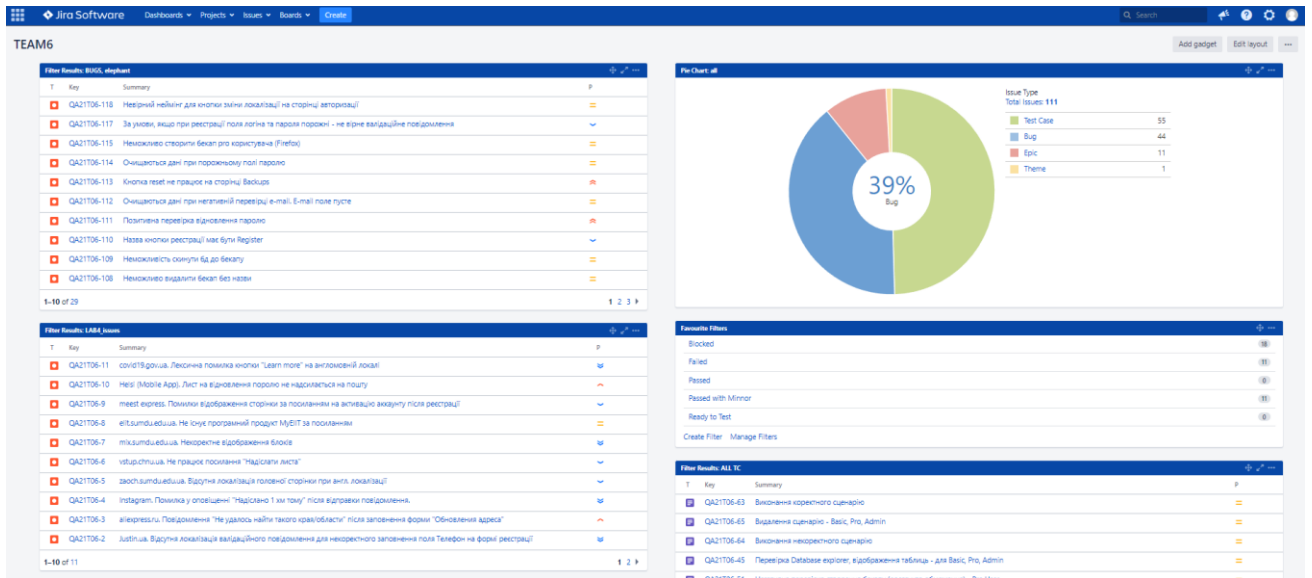 Jira Software Dashboards Projects Issues Boards Create Search
TEAM6 Add gadget Edit layout
Filter Results: BUGS, elephant
T Key Summary P
QA21T06-118 Невірний неймінг для кнопки зміни локалізації на сторінці авторизації
QA21T06-117 За умови, якщо при реєстрації поля логіна та пароля порожні - не вірне валідаційне повідомлення
QA21T06-115 Неможливо створити бекап pro користувача (Firefox)
QA21T06-114 Очищаються дані при порожньому полі паролю
QA21T06-113 Кнопка reset не працює на сторінці Backups
QA21T06-112 Очищаються дані при негативній перевірці e-mail. E-mail поле пусте
QA21T06-111 Позитивна перевірка відновлення паролю
QA21T06-110 Назва кнопки реєстрації має бути Register
QA21T06-109 Неможливість скинути бд до бекапу
QA21T06-108 Неможливо видалити бекап без назви
1–10 of 29 1 2 3
Filter Results: LAB4_issues
T Key Summary P
QA21T06-11 covid19.gov.ua. Лексична помилка кнопки "Learn more" на англомовній локалі
QA21T06-10 Helsi (Mobile App). Лист на відновлення поролю не надсилається на пошту
QA21T06-9 meest express. Помилки відображення сторінки за посиланням на активацію аккаунту після реєстрації
QA21T06-8 elit.sumdu.edu.ua. Не існує програмний продукт MyElIT за посиланням
QA21T06-7 mix.sumdu.edu.ua. Некоректне відображення блоків
QA21T06-6 vstup.chnu.ua. Не працює посилання "Надіслати листа"
QA21T06-5 zaoch.sumdu.edu.ua. Відсутня локалізація головної сторінки при англ. локалізації
QA21T06-4 Instagram. Помилка у оповіщенні "Надіслано 1 хм тому" після відправки повідомлення.
QA21T06-3 aliexpress.ru. Повідомлення "Не удалось найти такого края/области" після заповнення форми "Обновления адреса"
QA21T06-2 Justin.ua. Відсутня локалізація валідаційного повідомлення для некоректного заповнення поля Телефон на формі реєстрації
1–10 of 11 1 2
Pie Chart: all
39%
Bug
Issue Type
Total Issues: 111
Test Case 55
Bug 44
Epic 11
Theme 1
Favourite Filters
Blocked 18
Failed 11
Passed 0
Passed with Minnor 11
Ready to Test 0
Create Filter Manage Filters
Filter Results: ALL TC
T Key Summary P
QA21T06-63 Виконання коректного сценарію
QA21T06-65 Видалення сценарію - Basic, Pro, Admin
QA21T06-64 Виконання некоректного сценарію
QA21T06-45 Перевірка Database explorer, відображення таблиць - для Basic, Pro, Admin